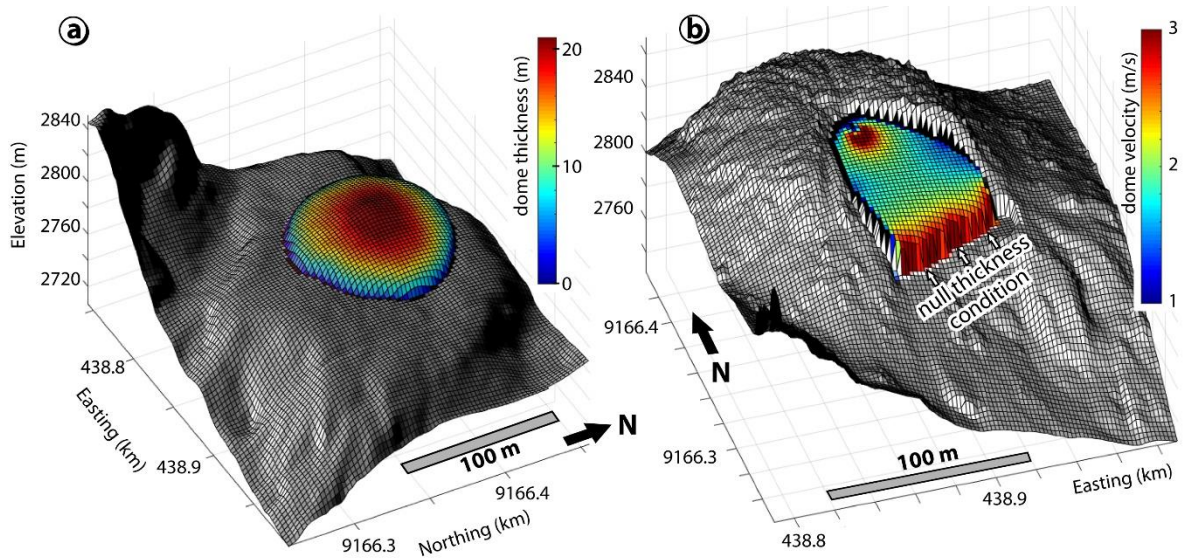 a
Elevation (m)
2840
2800
2760
2720
438.8
438.9
Easting (km)
9166.3
9166.4
Northing (km)
100 m
N
dome thickness (m)
20
10
0
b
2840
2800
2760
9166.4
9166.3
N
100 m
438.8
438.9
Easting (km)
null thickness
condition
dome velocity (m/s)
3
2
1